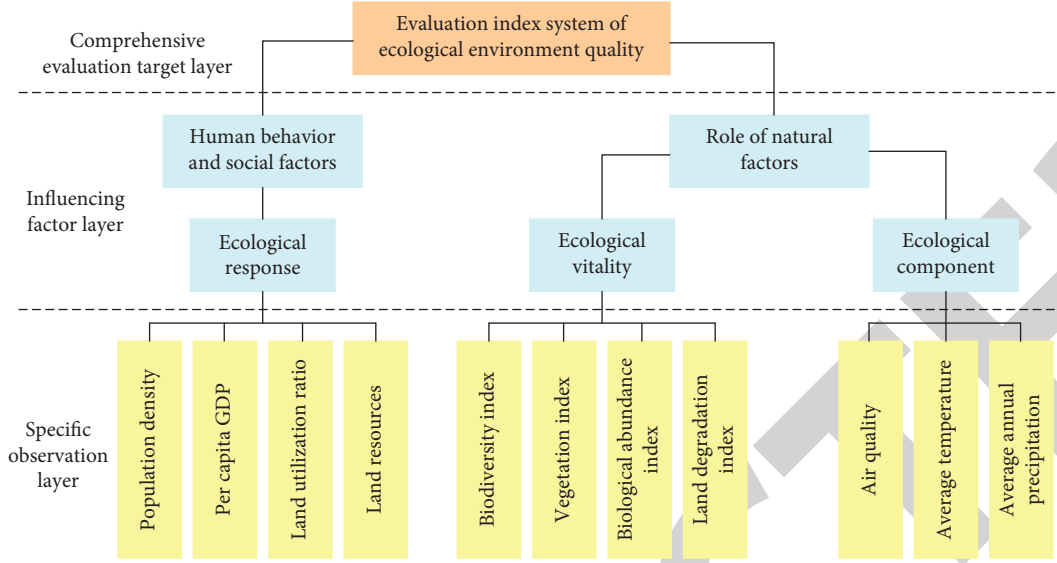 Comprehensive
evaluation target layer
Evaluation index system of
ecological environment quality
Influencing
factor layer
Human behavior
and social factors
Role of natural
factors
Ecological
response
Ecological
vitality
Ecological
component
Specific
observation
layer
Population density
Per capita GDP
Land utilization ratio
Land resources
Biodiversity index
Vegetation index
Biological abundance
index
Land degradation
index
Air quality
Average temperature
Average annual
precipitation